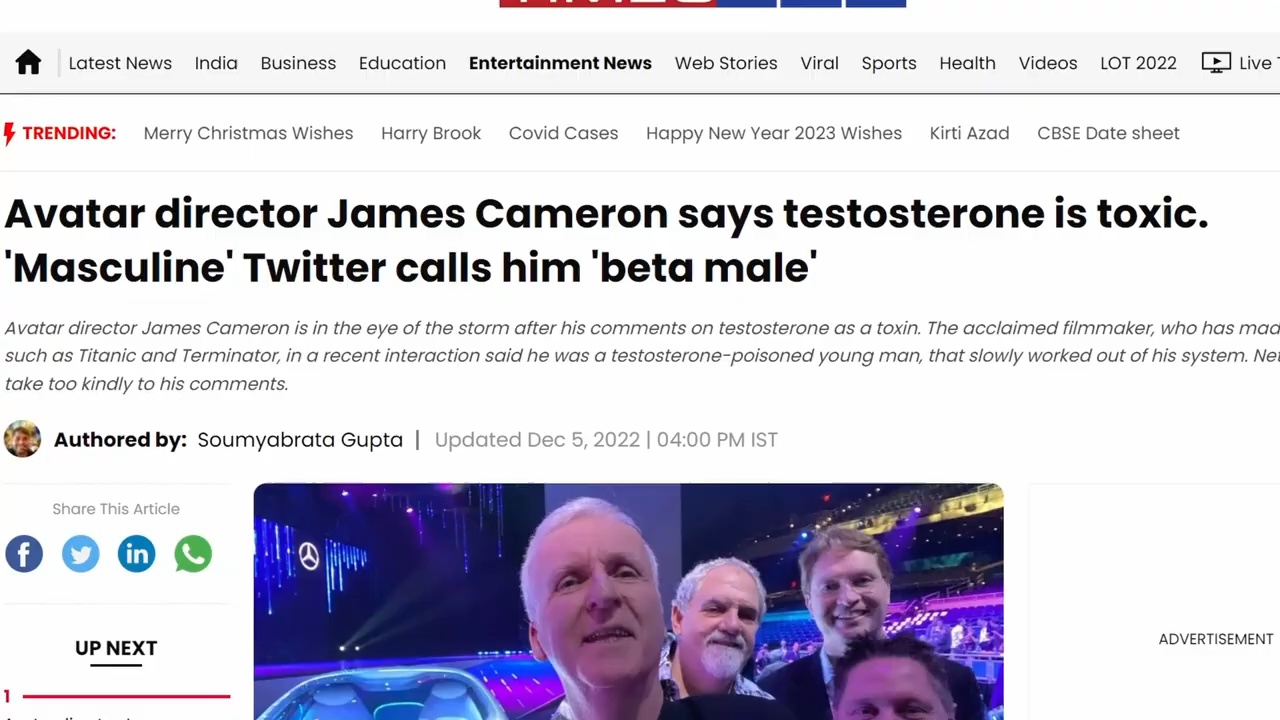 Latest News India Business Education Entertainment News Web Stories Viral Sports Health Videos LOT 2022 Live
TRENDING: Merry Christmas Wishes Harry Brook Covid Cases Happy New Year 2023 Wishes Kirti Azad CBSE Date sheet
Avatar director James Cameron says testosterone is toxic.
'Masculine' Twitter calls him 'beta male'
Avatar director James Cameron is in the eye of the storm after his comments on testosterone as a toxin. The acclaimed filmmaker, who has mad
such as Titanic and Terminator, in a recent interaction said he was a testosterone-poisoned young man, that slowly worked out of his system. Net
take too kindly to his comments.
Authored by: Soumyabrata Gupta | Updated Dec 5, 2022 | 04:00 PM IST
Share This Article
UP NEXT
1
ADVERTISEMENT